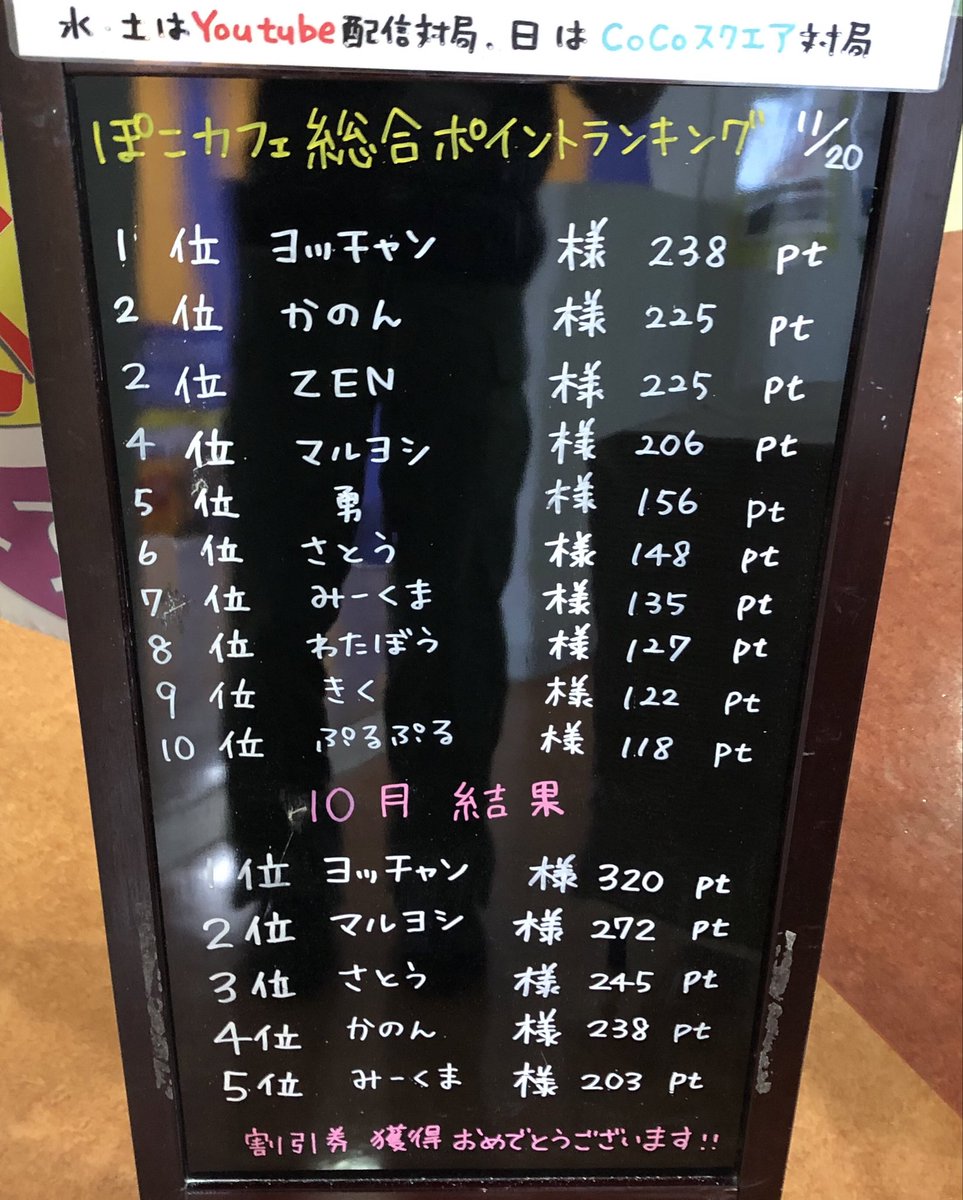 水・土はYoutube配信対局、日はCoCoスクエア対局
ぽこカフェ総合ポイントランキング 11/20
1位 ヨッチャン 様 238 pt
2位 かのん 様 225 pt
2位 ZEN 様 225 pt
4位 マルヨシ 様 206 pt
5位 勇 様 156 pt
6位 さとう 様 148 pt
7位 みーくま 様 135 pt
8位 わたぼう 様 127 pt
9位 きく 様 122 pt
10位 ぷるぷる 様 118 pt
10月 結果
1位 ヨッチャン 様 320 pt
2位 マルヨシ 様 272 pt
3位 さとう 様 245 pt
4位 かのん 様 238 pt
5位 みーくま 様 203 pt
割引券 獲得 おめでとうございます!!